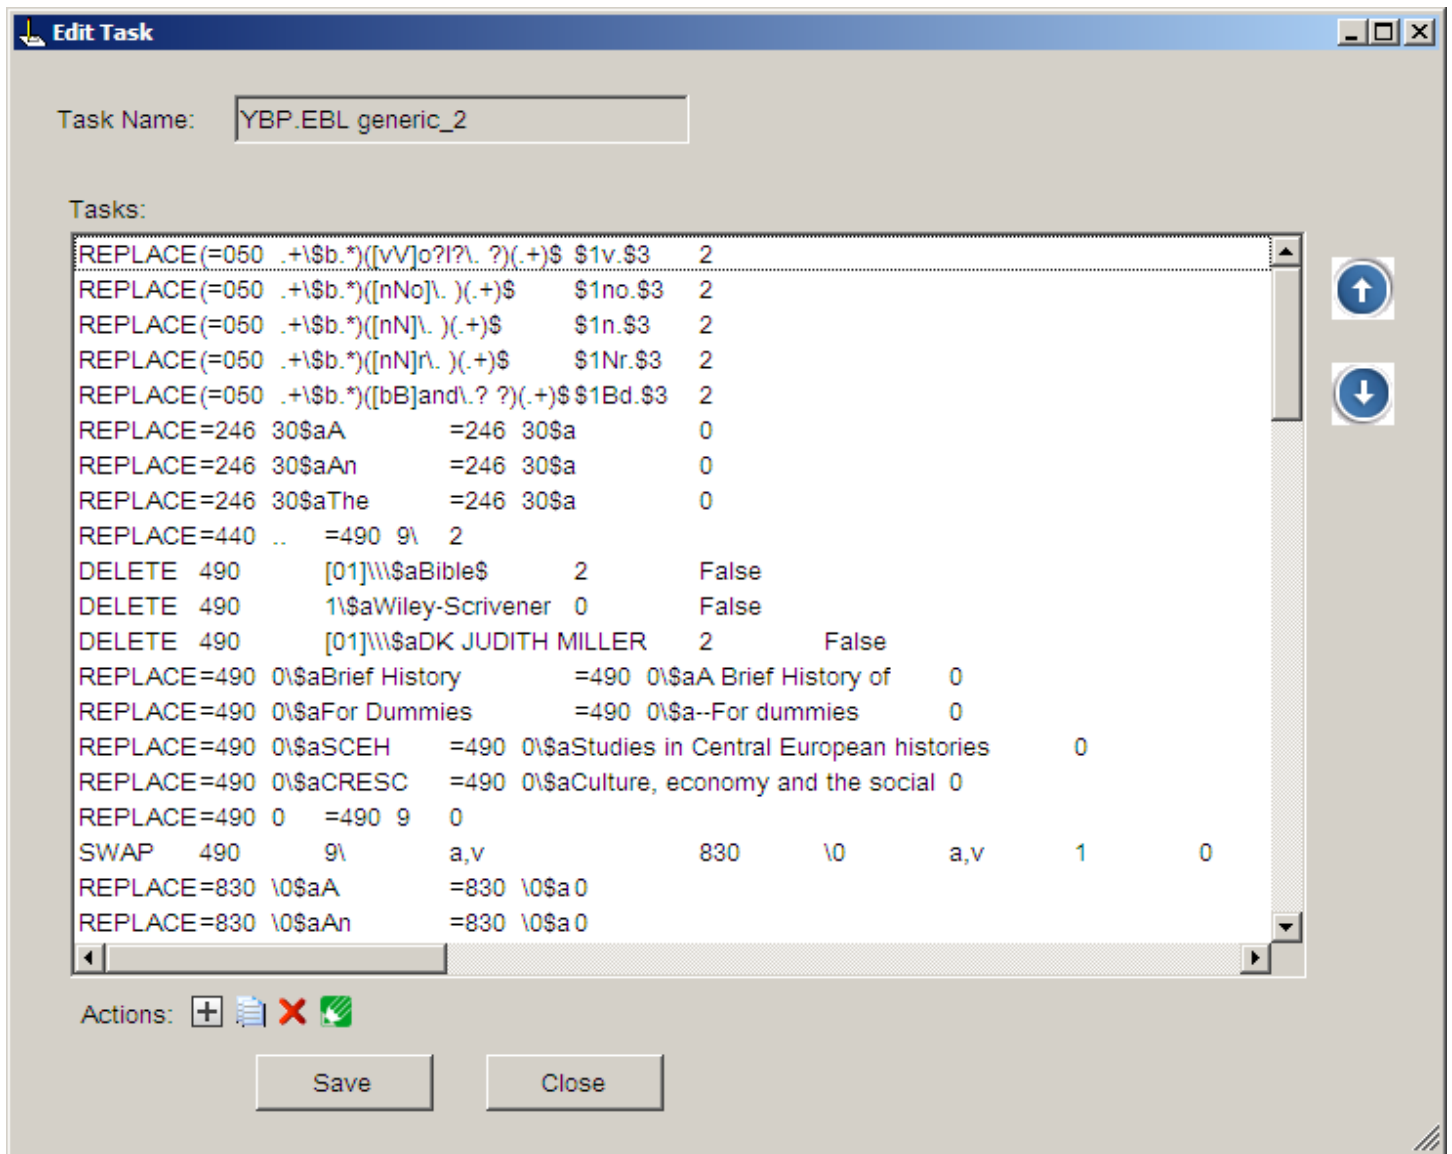 Edit Task
Task Name: YBP.EBL generic_2
Tasks:
REPLACE (=050  .+\$b.*)([vV]o?l?\. ?)(.+)$ $1v.$3 2
REPLACE (=050  .+\$b.*)([nNo]\. )(.+)$ $1no.$3 2
REPLACE (=050  .+\$b.*)([nN]\. )(.+)$ $1n.$3 2
REPLACE (=050  .+\$b.*)([nN]r\. )(.+)$ $1Nr.$3 2
REPLACE (=050  .+\$b.*)([bB]and\.? ?)(.+)$ $1Bd.$3 2
REPLACE =246  30$aA =246  30$a 0
REPLACE =246  30$aAn =246  30$a 0
REPLACE =246  30$aThe =246  30$a 0
REPLACE =440  .. =490  9\ 2
DELETE 490 [01]\\\$aBible$ 2 False
DELETE 490 1\$aWiley-Scrivener 0 False
DELETE 490 [01]\\\$aDK JUDITH MILLER 2 False
REPLACE =490  0\$aBrief History =490  0\$aA Brief History of 0
REPLACE =490  0\$aFor Dummies =490  0\$a--For dummies 0
REPLACE =490  0\$aSCEH =490  0\$aStudies in Central European histories 0
REPLACE =490  0\$aCRESC =490  0\$aCulture, economy and the social 0
REPLACE =490  0 =490  9 0
SWAP 490 9\ a,v 830 \0 a,v 1 0
REPLACE =830  \0$aA =830  \0$a 0
REPLACE =830  \0$aAn =830  \0$a 0
Actions:
Save Close